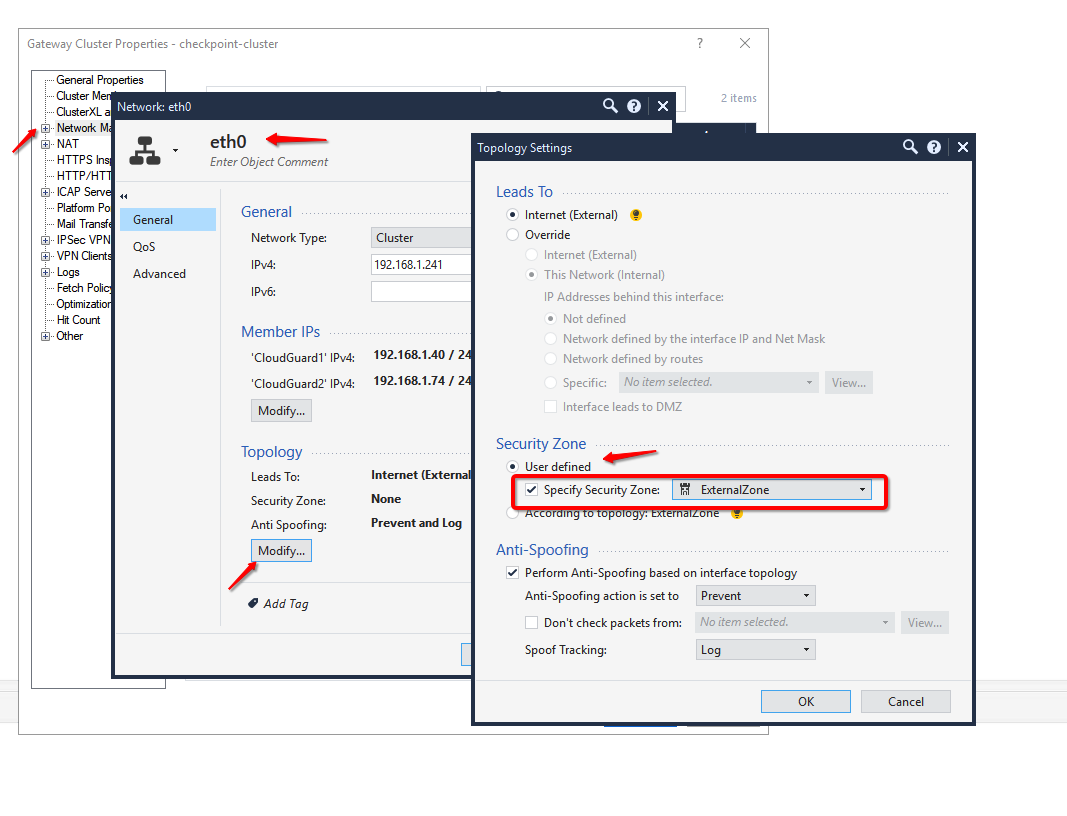 Gateway Cluster Properties - checkpoint-cluster
?
2 items
General Properties
Cluster Mem
ClusterXL a
Network Ma
NAT
HTTPS Insp
HTTP/HTT
ICAP Serve
Platform Po
Mail Transfe
IPSec VPN
VPN Clients
Logs
Fetch Policy
Optimization
Hit Count
Other
Network: eth0
eth0
Enter Object Comment
General
QoS
Advanced
General
Network Type: Cluster
IPv4: 192.168.1.241
IPv6:
Member IPs
'CloudGuard1' IPv4: 192.168.1.40 / 24
'CloudGuard2' IPv4: 192.168.1.74 / 24
Modify...
Topology
Leads To: Internet (External
Security Zone: None
Anti Spoofing: Prevent and Log
Modify...
Add Tag
Topology Settings
Leads To
Internet (External)
Override
Internet (External)
This Network (Internal)
IP Addresses behind this interface:
Not defined
Network defined by the interface IP and Net Mask
Network defined by routes
Specific: No item selected. View...
Interface leads to DMZ
Security Zone
User defined
Specify Security Zone: ExternalZone
According to topology: ExternalZone
Anti-Spoofing
Perform Anti-Spoofing based on interface topology
Anti-Spoofing action is set to Prevent
Don't check packets from: No item selected. View...
Spoof Tracking: Log
OK Cancel